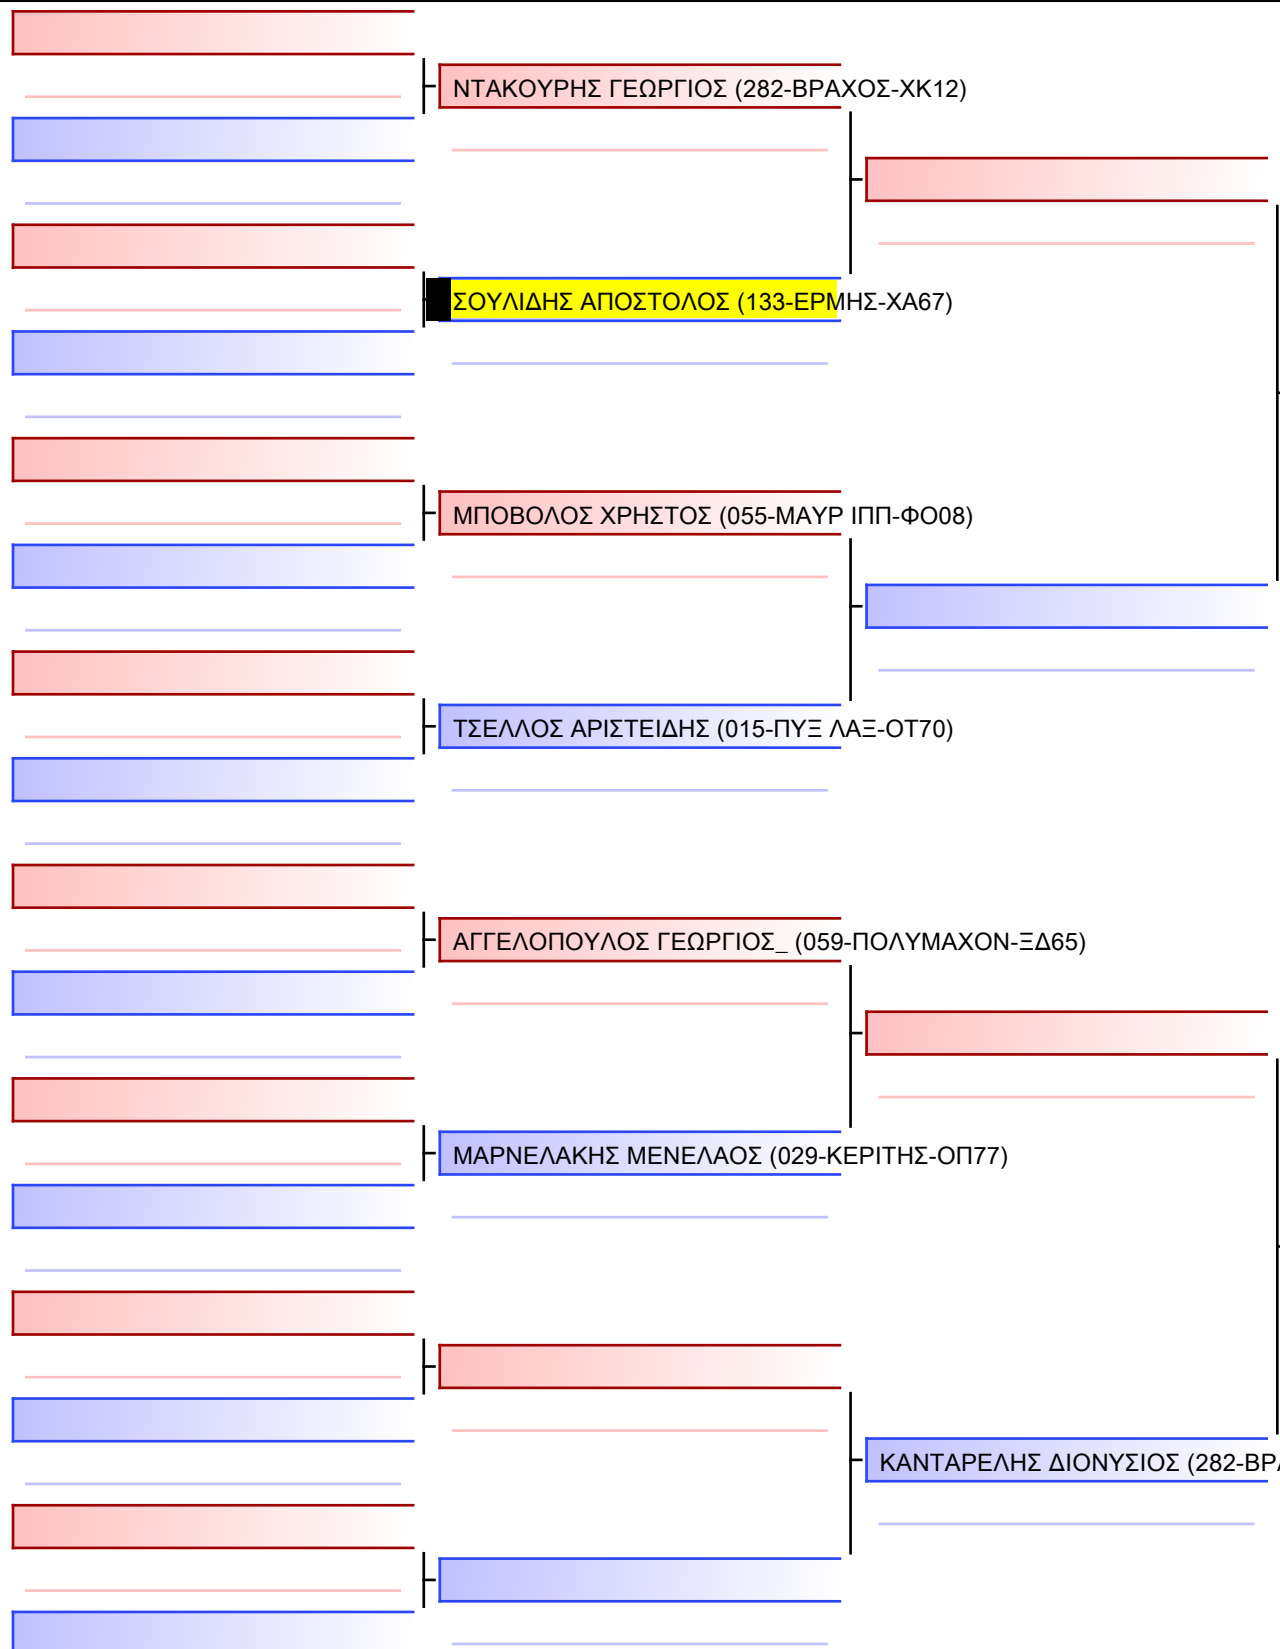 ΝΤΑΚΟΥΡΗΣ ΓΕΩΡΓΙΟΣ (282-ΒΡΑΧΟΣ-ΧΚ12)
ΣΟΥΛΙΔΗΣ ΑΠΟΣΤΟΛΟΣ (133-ΕΡΜΗΣ-ΧΑ67)
ΜΠΟΒΟΛΟΣ ΧΡΗΣΤΟΣ (055-ΜΑΥΡ ΙΠΠ-ΦΟ08)
ΤΣΕΛΛΟΣ ΑΡΙΣΤΕΙΔΗΣ (015-ΠΥΞ ΛΑΞ-ΟΤ70)
ΑΓΓΕΛΟΠΟΥΛΟΣ ΓΕΩΡΓΙΟΣ_ (059-ΠΟΛΥΜΑΧΟΝ-ΞΔ65)
ΜΑΡΝΕΛΑΚΗΣ ΜΕΝΕΛΑΟΣ (029-ΚΕΡΙΤΗΣ-ΟΠ77)
ΚΑΝΤΑΡΕΛΗΣ ΔΙΟΝΥΣΙΟΣ (282-ΒΡΑ